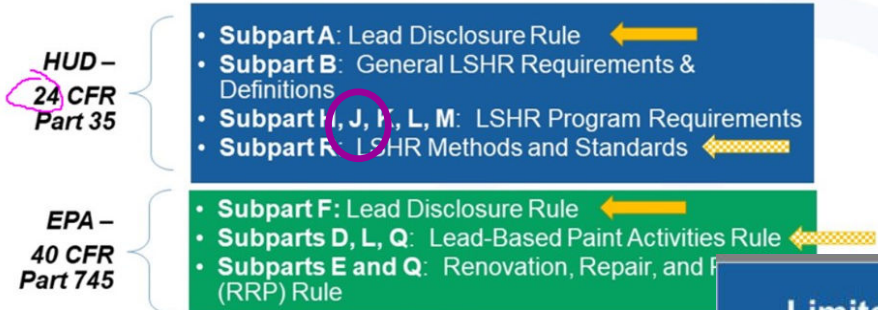 HUD –
24 CFR
Part 35
• Subpart A: Lead Disclosure Rule
• Subpart B: General LSHR Requirements &
Definitions
• Subpart H, J, K, L, M: LSHR Program Requirements
• Subpart R: LSHR Methods and Standards
EPA –
40 CFR
Part 745
• Subpart F: Lead Disclosure Rule
• Subparts D, L, Q: Lead-Based Paint Activities Rule
• Subparts E and Q: Renovation, Repair, and
(RRP) Rule